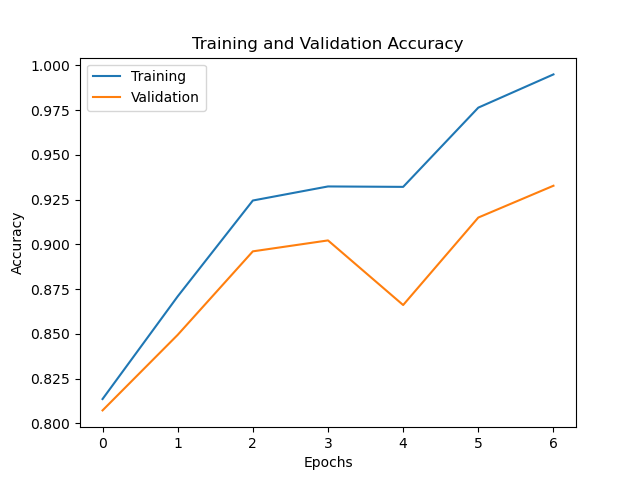 Training and Validation Accuracy
1.000
0.975
0.950
0.925
0.900
0.875
0.850
0.825
0.800
Accuracy
Training
Validation
0 1 2 3 4 5 6
Epochs